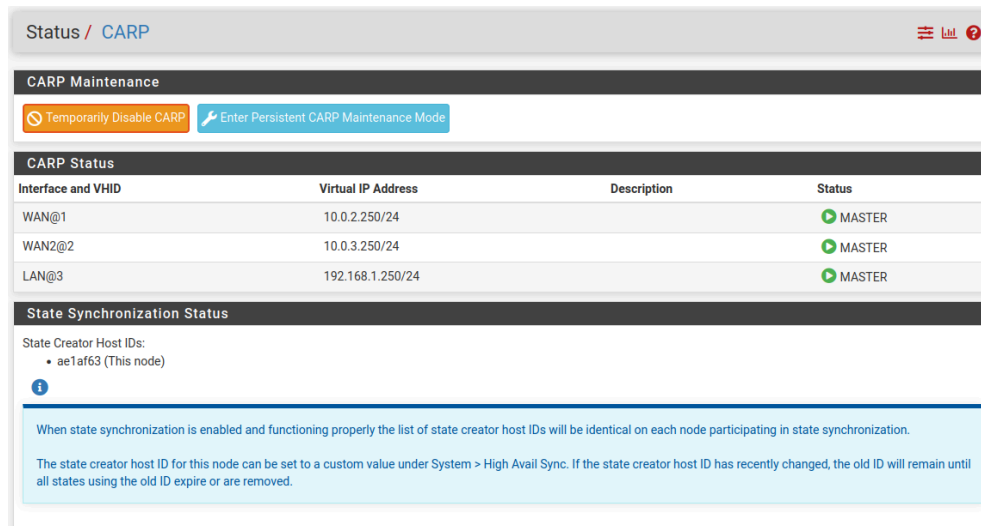 Status / CARP
CARP Maintenance
Temporarily Disable CARP Enter Persistent CARP Maintenance Mode
CARP Status
Interface and VHID Virtual IP Address Description Status
WAN@1 10.0.2.250/24 MASTER
WAN2@2 10.0.3.250/24 MASTER
LAN@3 192.168.1.250/24 MASTER
State Synchronization Status
State Creator Host IDs:
• ae1af63 (This node)
When state synchronization is enabled and functioning properly the list of state creator host IDs will be identical on each node participating in state synchronization.
The state creator host ID for this node can be set to a custom value under System > High Avail Sync. If the state creator host ID has recently changed, the old ID will remain until
all states using the old ID expire or are removed.